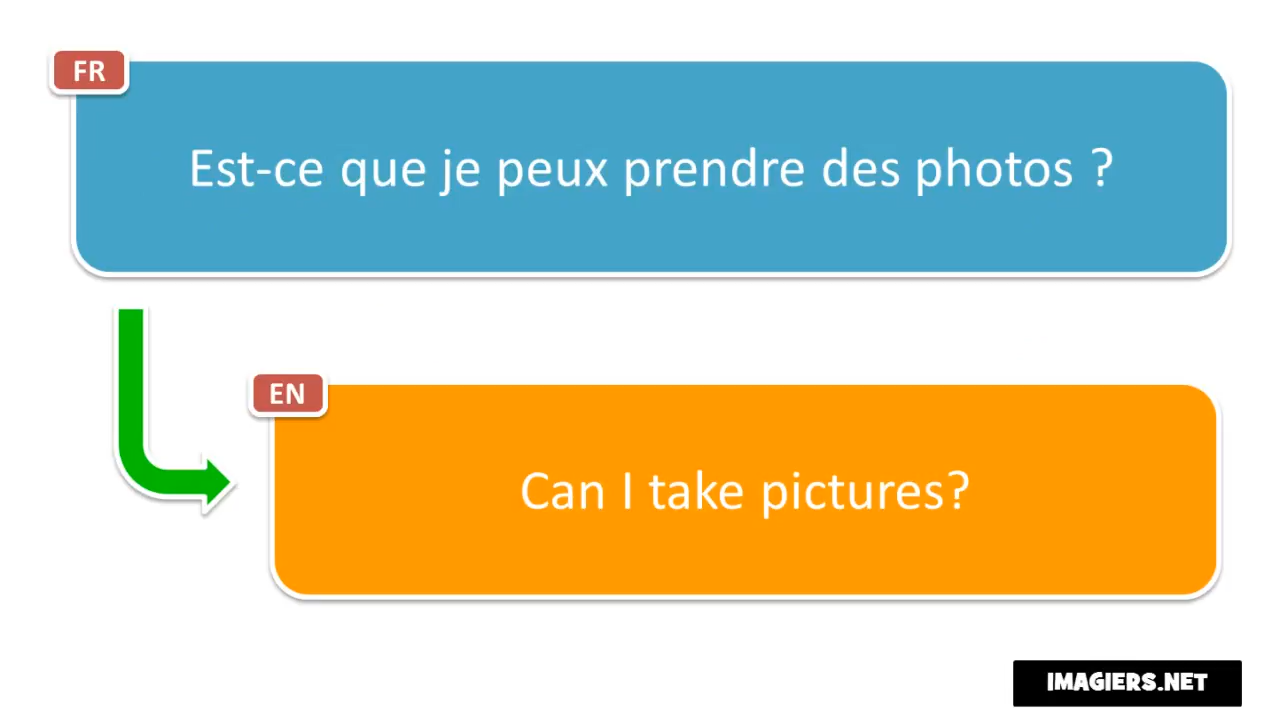 FR
Est-ce que je peux prendre des photos ?
EN
Can I take pictures?
IMAGIERS.NET